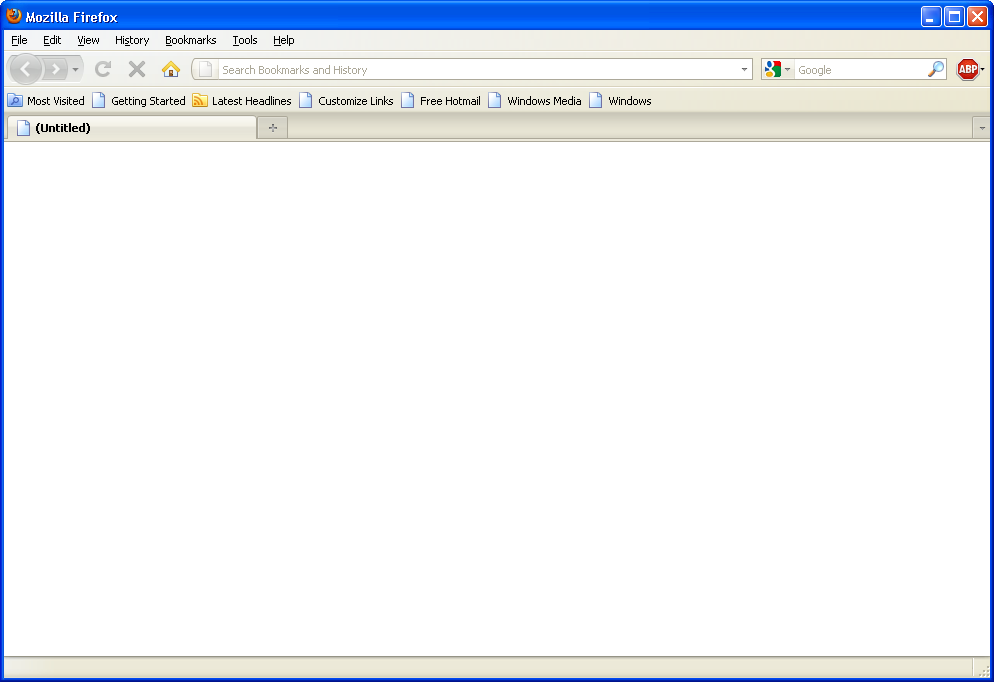 Mozilla Firefox
File Edit View History Bookmarks Tools Help
Search Bookmarks and History Google ABP
Most Visited Getting Started Latest Headlines Customize Links Free Hotmail Windows Media Windows
(Untitled)